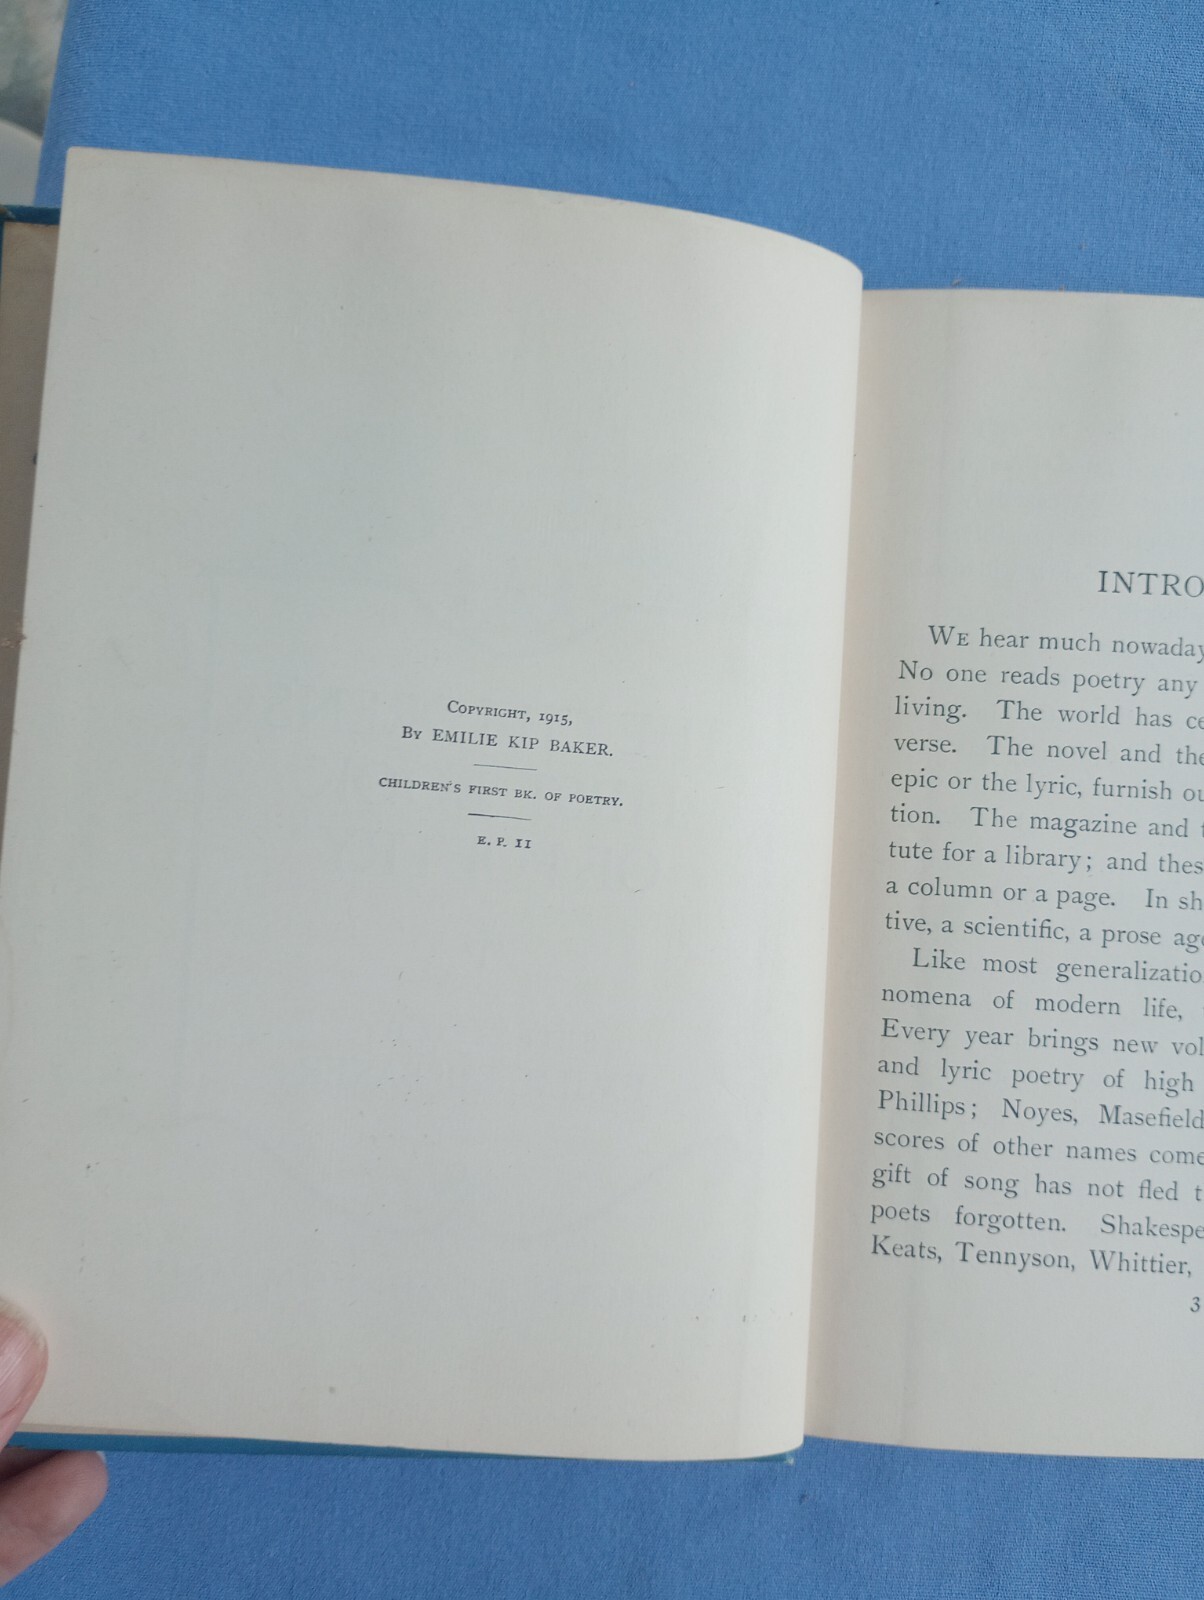 COPYRIGHT, 1915,
BY EMILIE KIP BAKER.
CHILDREN'S FIRST BK. OF POETRY.
E. P. II
INTRO
WE hear much nowaday
No one reads poetry any
living. The world has ce
verse. The novel and the
epic or the lyric, furnish ou
tion. The magazine and t
tute for a library; and thes
a column or a page. In sh
tive, a scientific, a prose age
Like most generalizatio
nomena of modern life,
Every year brings new vol
and lyric poetry of high
Phillips; Noyes, Masefield
scores of other names come
gift of song has not fled t
poets forgotten. Shakespe
Keats, Tennyson, Whittier,
3